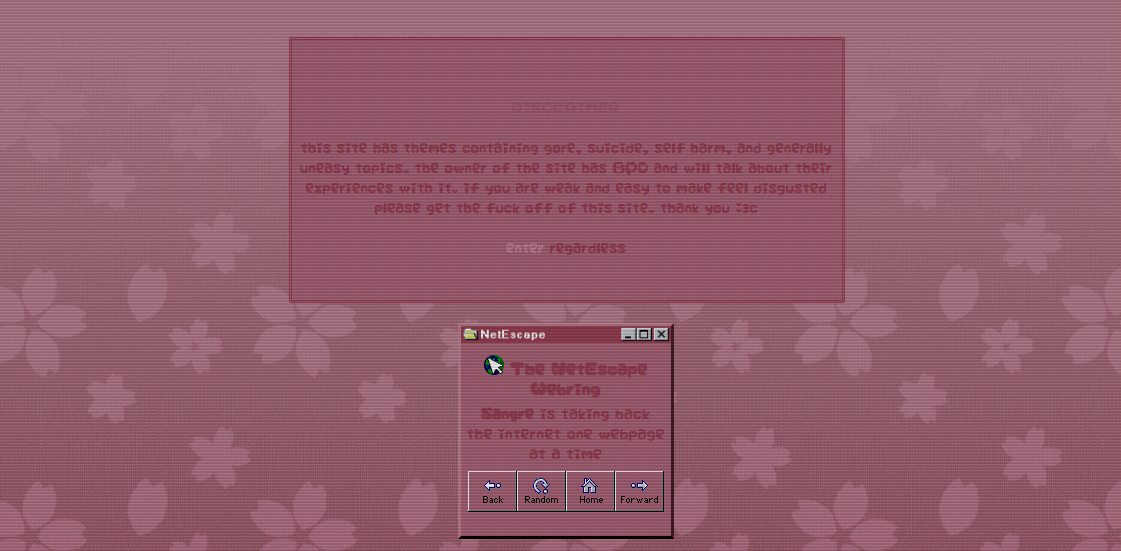 DISCLAIMER
this site has themes containing gore, suicide, self harm, and generally
uneasy topics. the owner of the site has BPD and will talk about their
experiences with it. if you are weak and easy to make feel disgusted
please get the fuck off of this site. thank you :3c
enter regardless
NetEscape
The NetEscape
Webring
Sangre is taking back
the internet one webpage
at a time
Back Random Home Forward